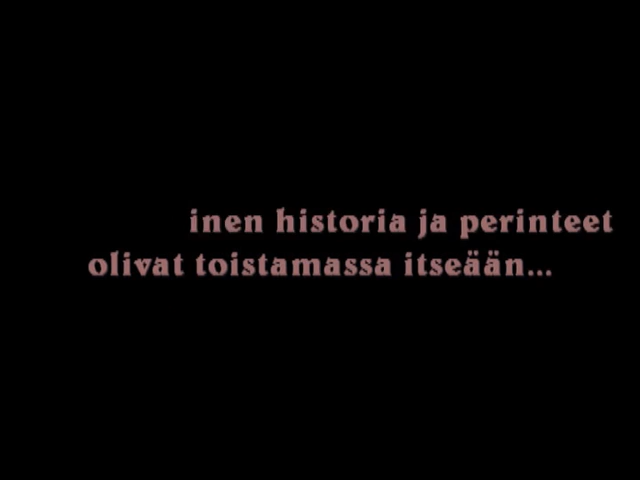 inen historia ja perinteet
olivat toistamassa itseään...